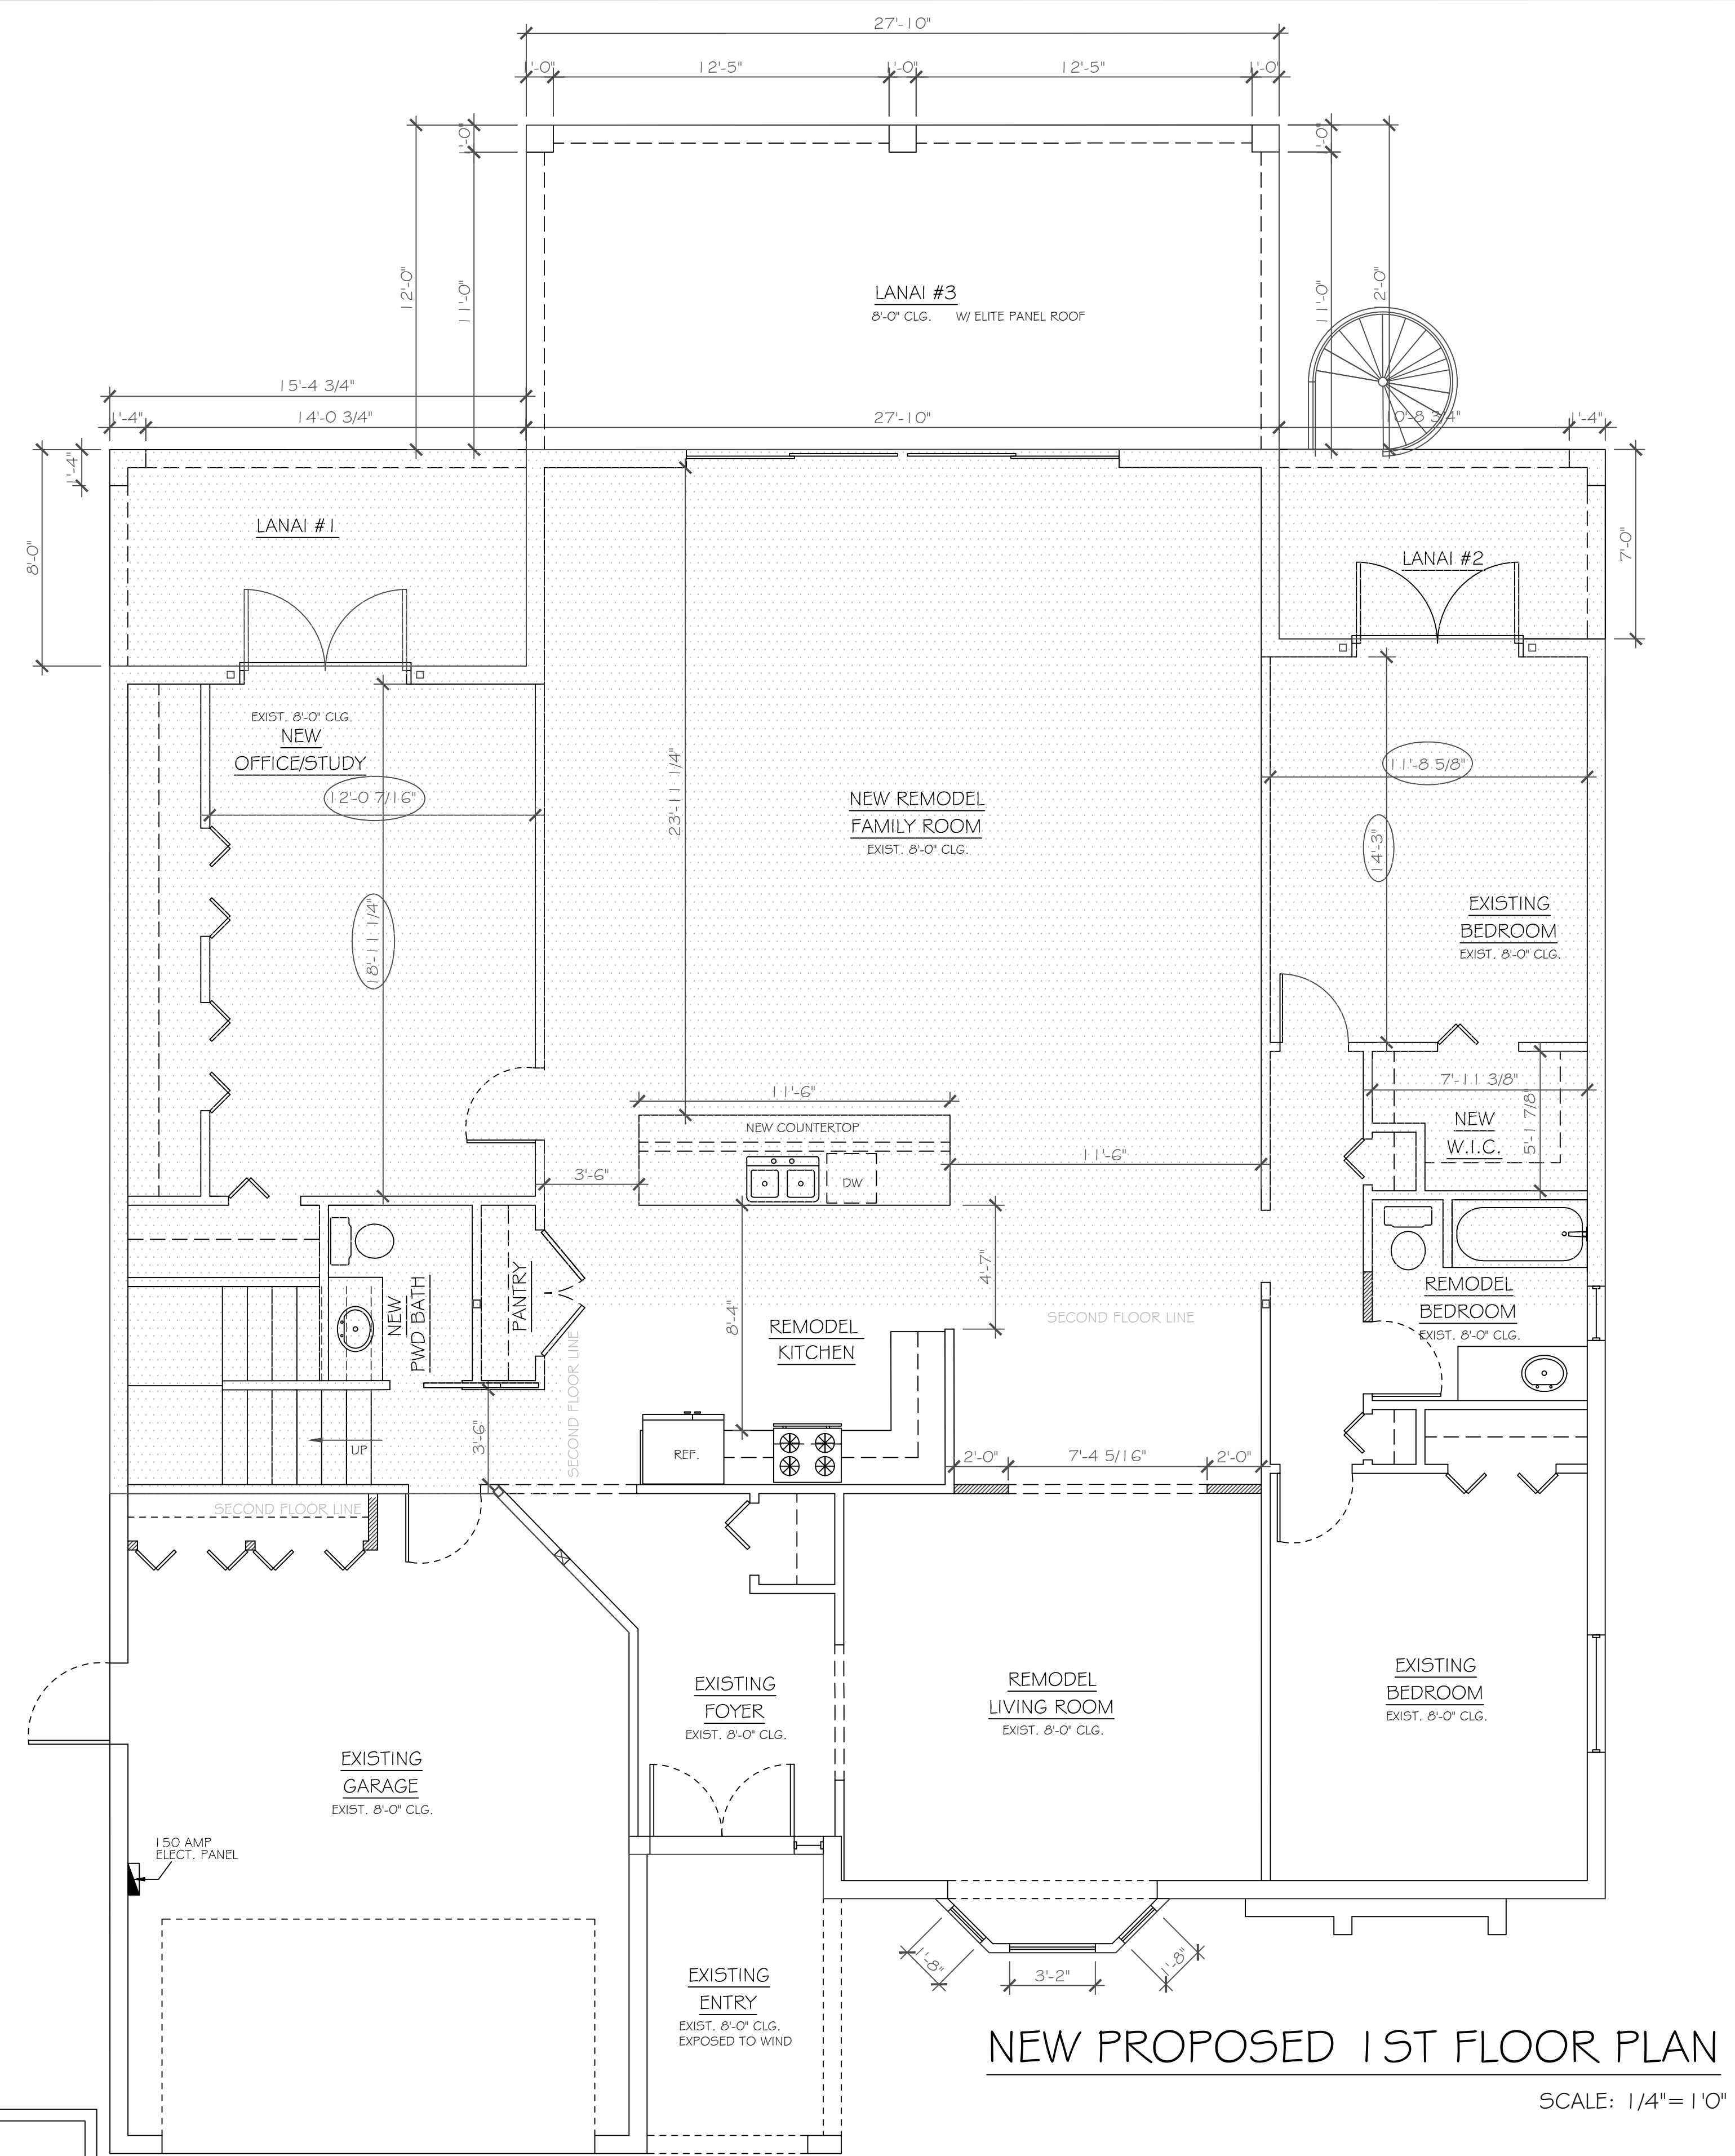 27'-10"
1'-0"
12'-5"
1'-0"
12'-5"
1'-0"
1'-0"
1'-0"
12'-0"
11'-0"
11'-0"
2'-0"
LANAI #3
8'-0" CLG. W/ ELITE PANEL ROOF
15'-4 3/4"
1'-4"
14'-0 3/4"
27'-10"
10'-8 3/4"
1'-4"
1'-4"
8'-0"
7'-0"
LANAI #1
LANAI #2
EXIST. 8'-0" CLG.
NEW
OFFICE/STUDY
12'-0 7/16"
18'-11 1/4"
23'-11 1/4"
NEW REMODEL
FAMILY ROOM
EXIST. 8'-0" CLG.
11'-8 5/8"
14'-3"
EXISTING
BEDROOM
EXIST. 8'-0" CLG.
7'-11 3/8"
5'-1 7/8"
NEW
W.I.C.
11'-6"
NEW COUNTERTOP
DW
3'-6"
11'-6"
4'-7"
8'-4"
NEW
PWD BATH
PANTRY
REMODEL
KITCHEN
SECOND FLOOR LINE
SECOND FLOOR LINE
REMODEL
BEDROOM
EXIST. 8'-0" CLG.
UP
3'-6"
REF.
2'-0"
7'-4 5/16"
2'-0"
SECOND FLOOR LINE
EXISTING
FOYER
EXIST. 8'-0" CLG.
REMODEL
LIVING ROOM
EXIST. 8'-0" CLG.
EXISTING
BEDROOM
EXIST. 8'-0" CLG.
EXISTING
GARAGE
EXIST. 8'-0" CLG.
150 AMP
ELECT. PANEL
1'-8"
3'-2"
1'-8"
EXISTING
ENTRY
EXIST. 8'-0" CLG.
EXPOSED TO WIND
NEW PROPOSED 1ST FLOOR PLAN
SCALE: 1/4"=1'0"